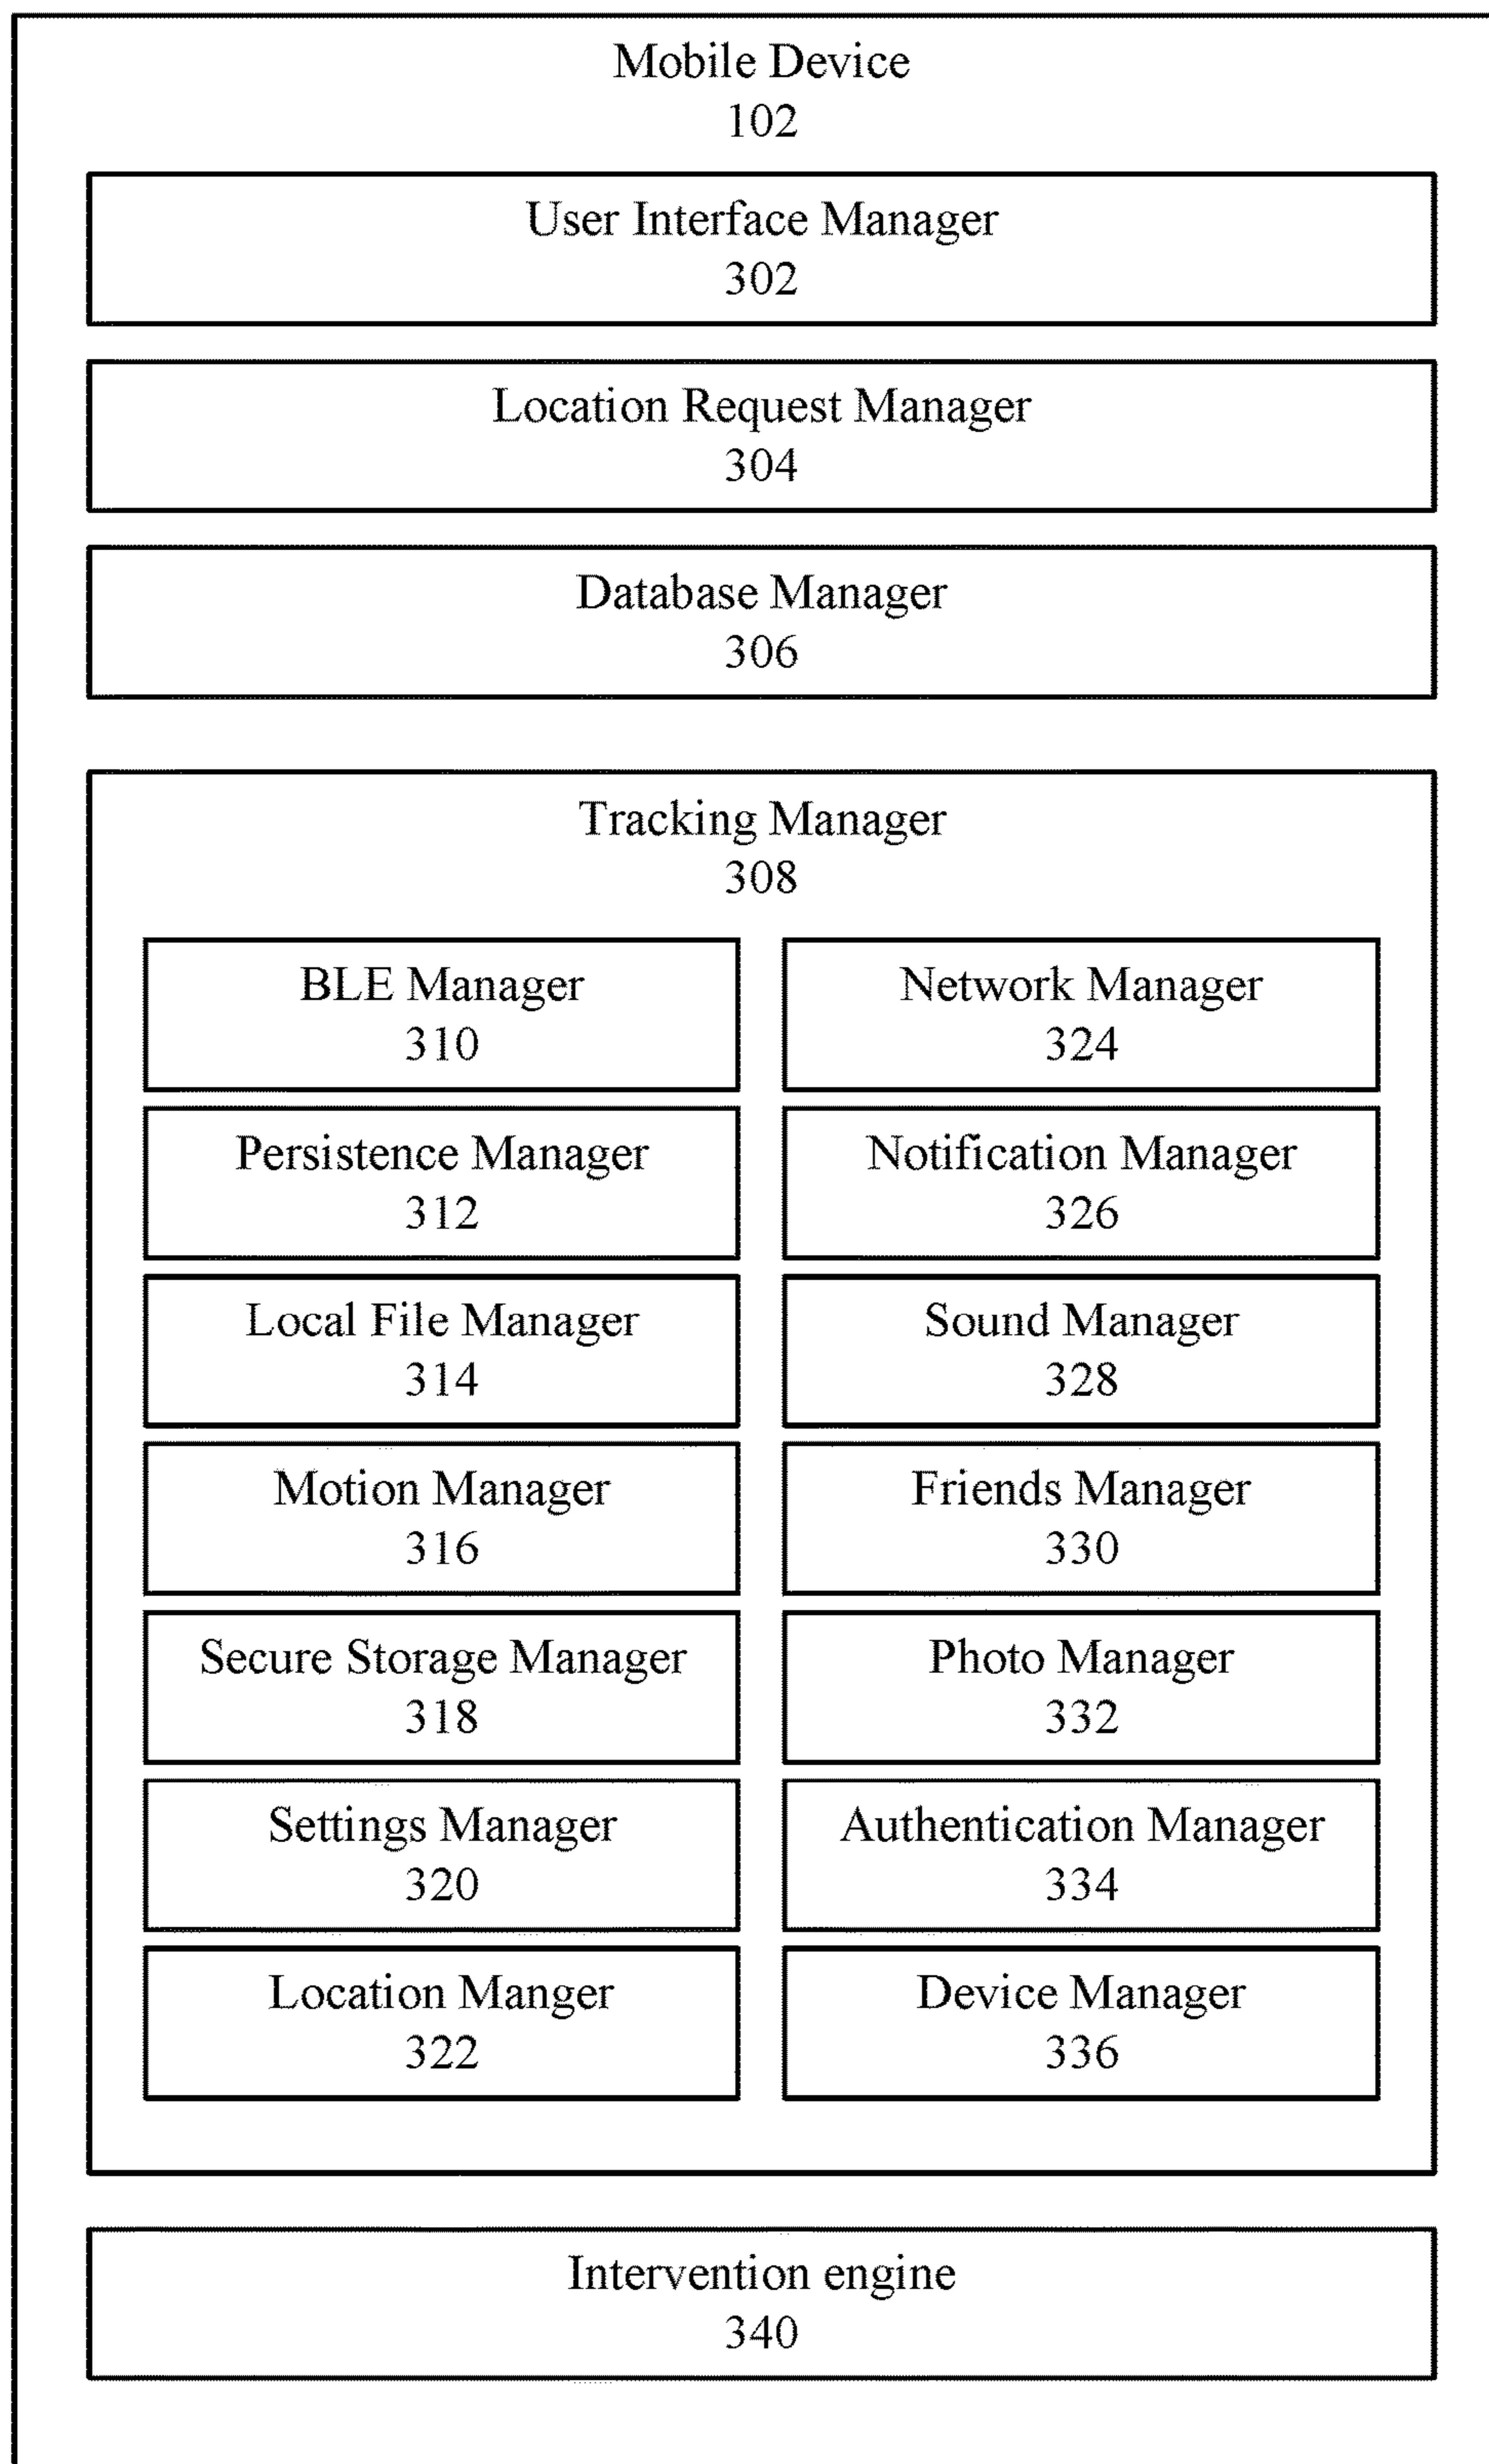 Mobile Device
102
User Interface Manager
302
Location Request Manager
304
Database Manager
306
Tracking Manager
308
BLE Manager
310
Network Manager
324
Persistence Manager
312
Notification Manager
326
Local File Manager
314
Sound Manager
328
Motion Manager
316
Friends Manager
330
Secure Storage Manager
318
Photo Manager
332
Settings Manager
320
Authentication Manager
334
Location Manger
322
Device Manager
336
Intervention engine
340